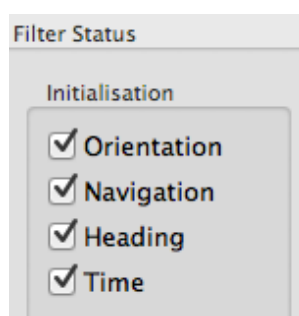 Filter Status
Initialisation
Orientation
Navigation
Heading
Time